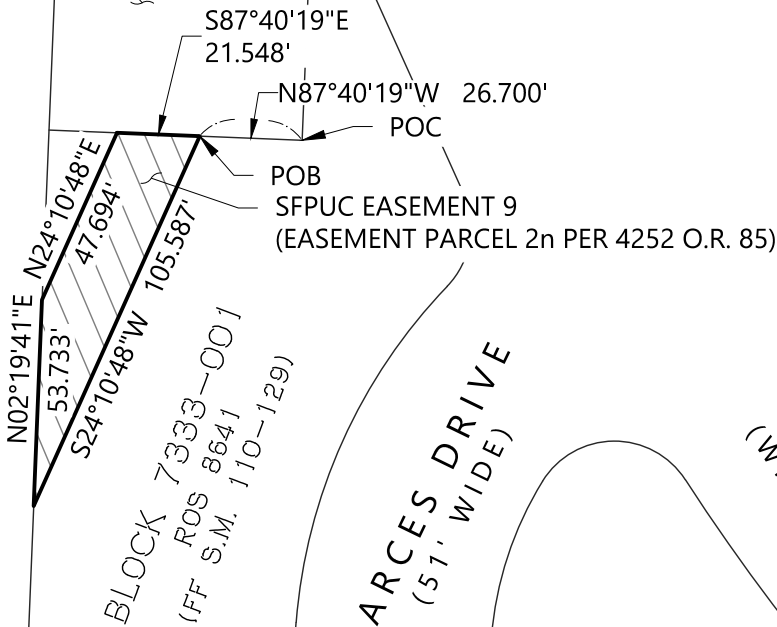 S87°40'19"E
21.548'
N87°40'19"W 26.700'
POC
POB
SFPUC EASEMENT 9
(EASEMENT PARCEL 2n PER 4252 O.R. 85)
N24°10'48"E
47.694'
S24°10'48"W 105.587'
N02°19'41"E
53.733'
BLOCK 7333-001
ROS 8641
(FF S.M. 110-129)
ARCES DRIVE
(51' WIDE)